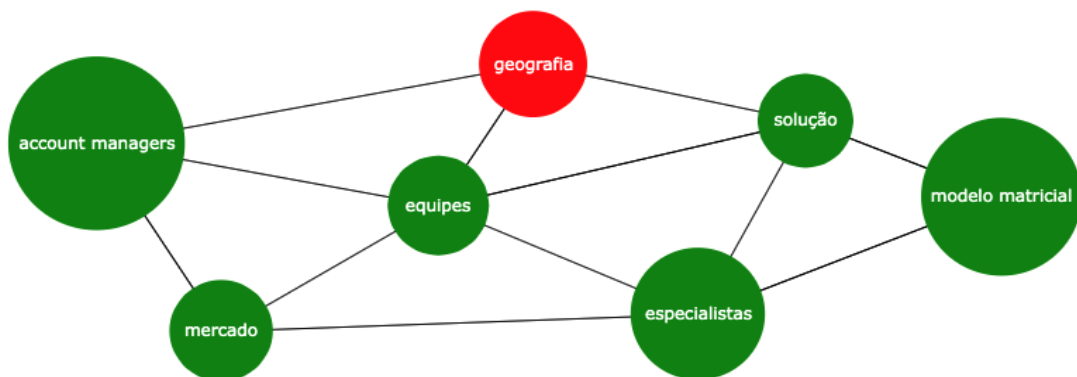 geografia
solução
account managers
modelo matricial
equipes
especialistas
mercado